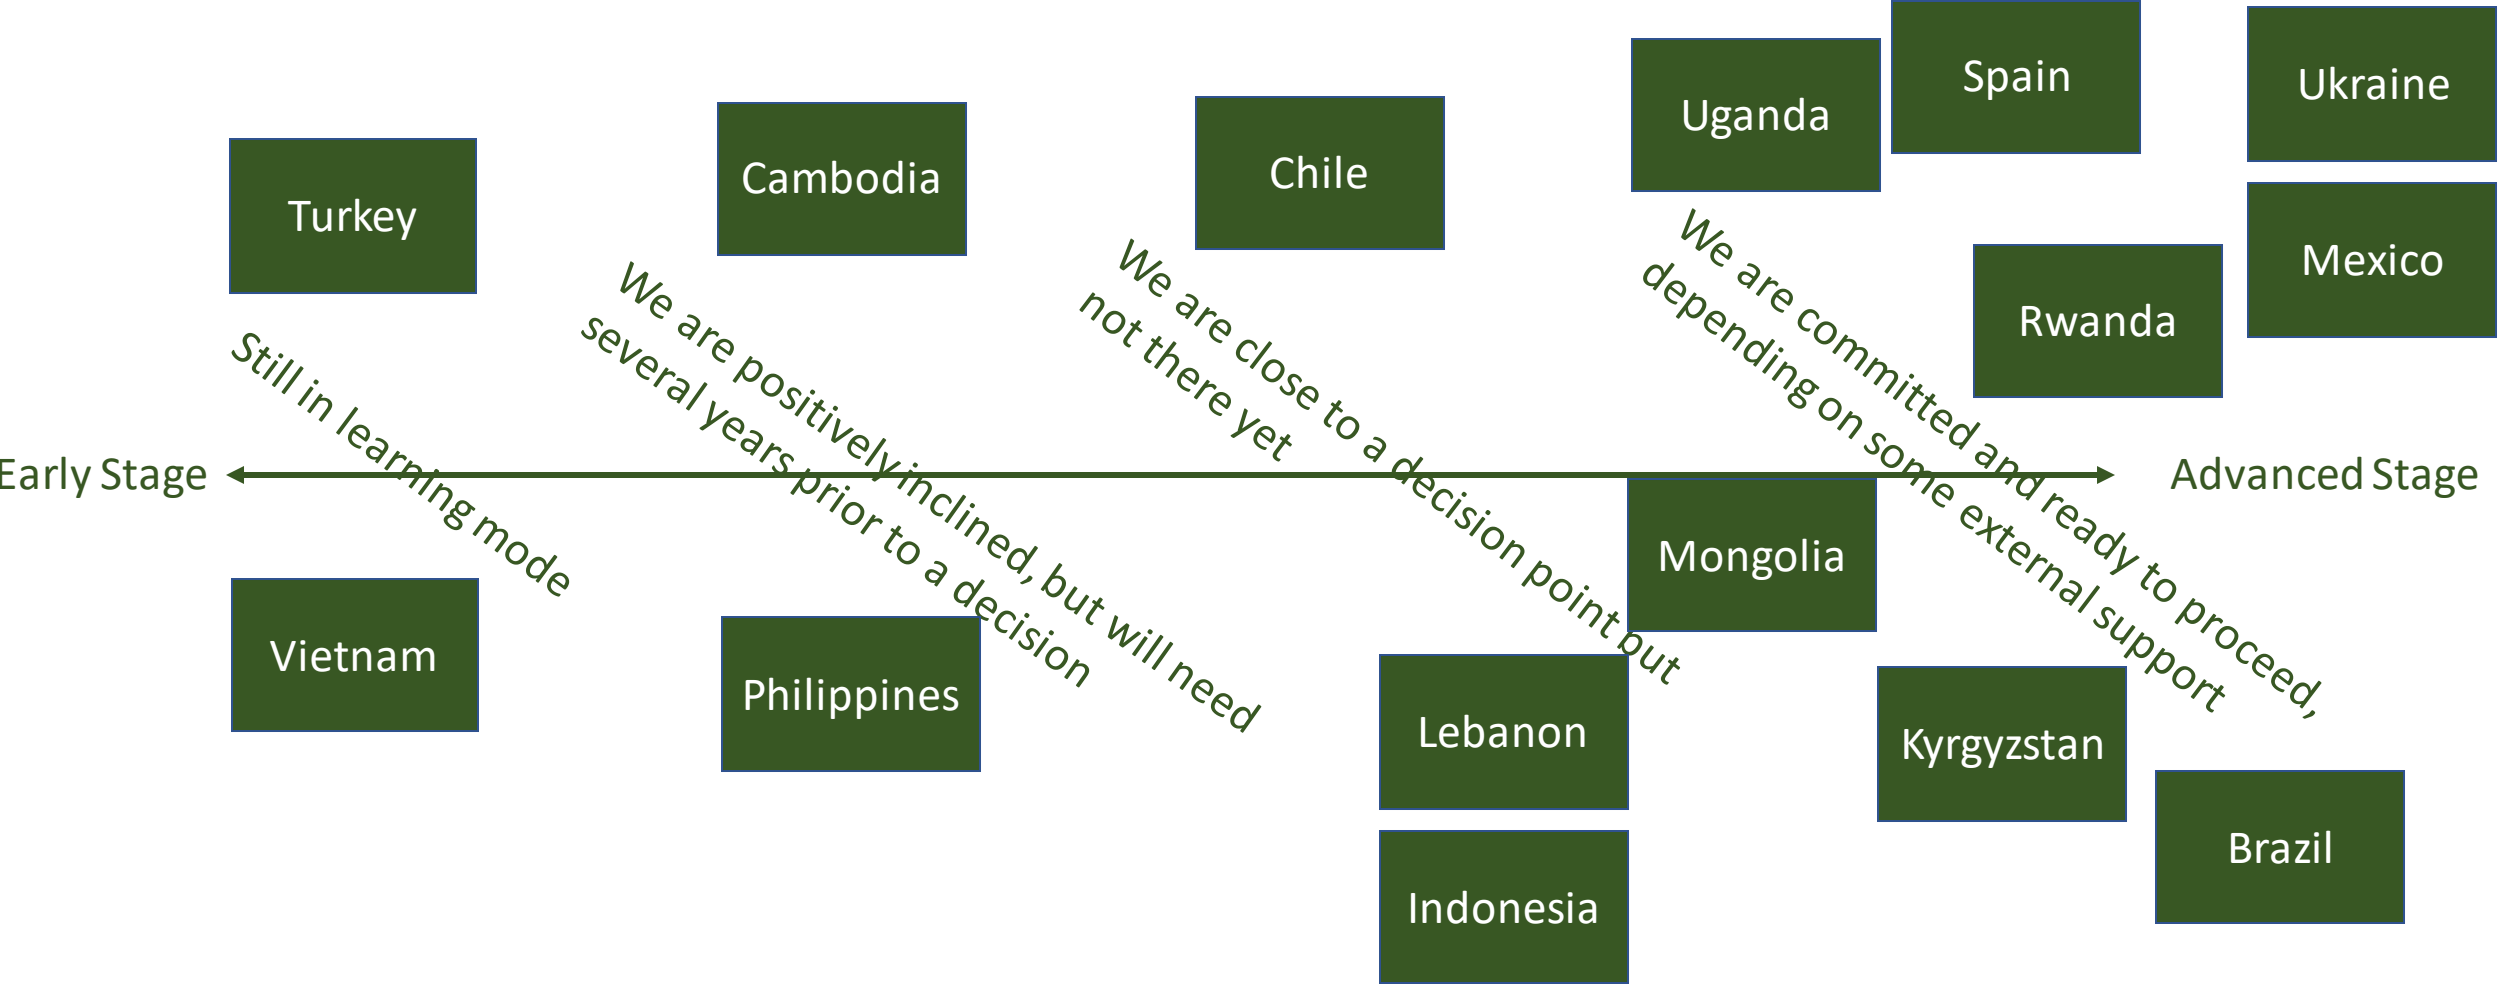 Turkey
Cambodia
Chile
Uganda
Spain
Ukraine
Mexico
Rwanda
Still in learning mode
We are positively inclined, but will need
several years prior to a decision
We are close to a decision point but
not there yet
We are committed and ready to proceed,
depending on some external support
Early Stage
Advanced Stage
Vietnam
Philippines
Mongolia
Lebanon
Indonesia
Kyrgyzstan
Brazil